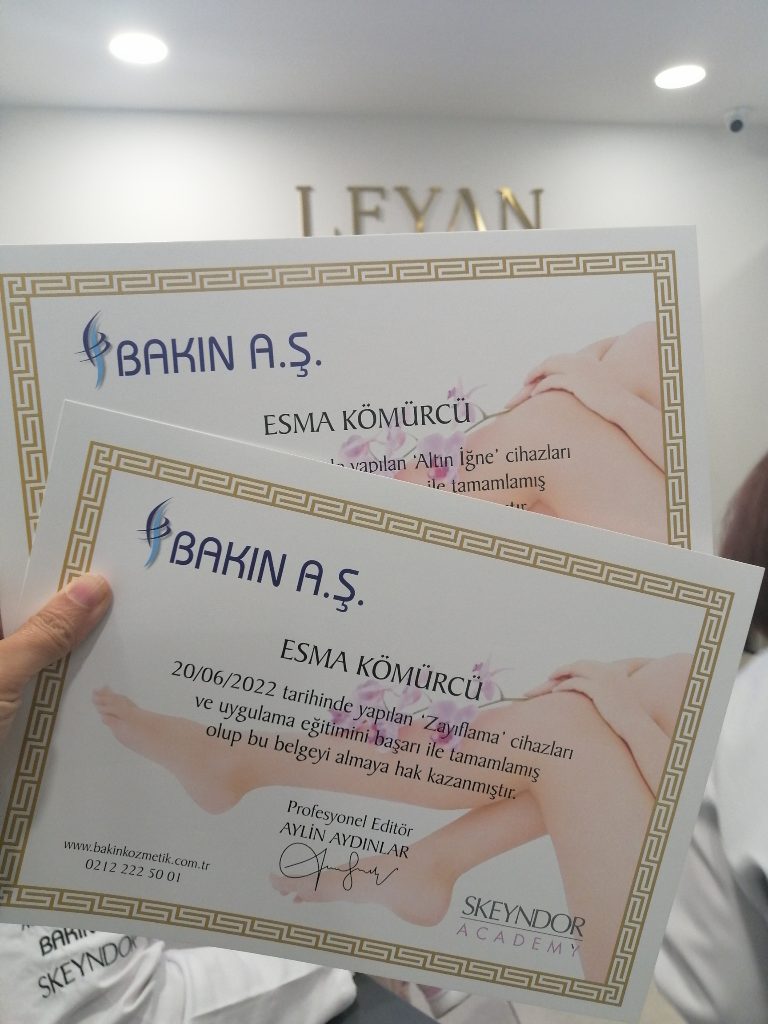 LEYAN
BAKIN A.Ş.
ESMA KÖMÜRCÜ
yapılan ‘Altın İğne’ cihazları
ile tamamlamış
BAKIN A.Ş.
ESMA KÖMÜRCÜ
20/06/2022 tarihinde yapılan ‘Zayıflama’ cihazları
ve uygulama eğitimini başarı ile tamamlamış
olup bu belgeyi almaya hak kazanmıştır.
Profesyonel Editör
AYLİN AYDINLAR
www.bakinkozmetik.com.tr
0212 222 50 01
SKEYNDOR
ACADEMY
BAKIN
SKEYNDOR